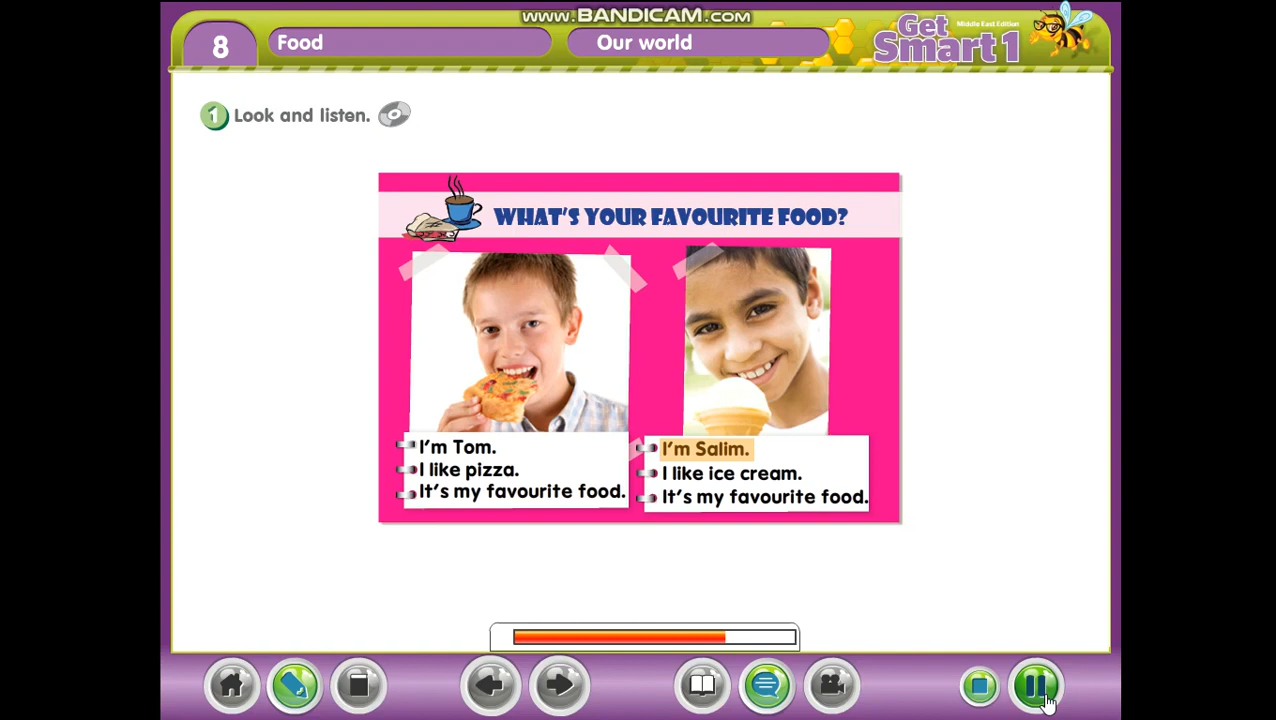 www.BANDICAM.com
8
Food
Our world
Get Smart 1
Middle East Edition
1 Look and listen.
WHAT'S YOUR FAVOURITE FOOD?
I'm Tom.
I like pizza.
It's my favourite food.
I'm Salim.
I like ice cream.
It's my favourite food.